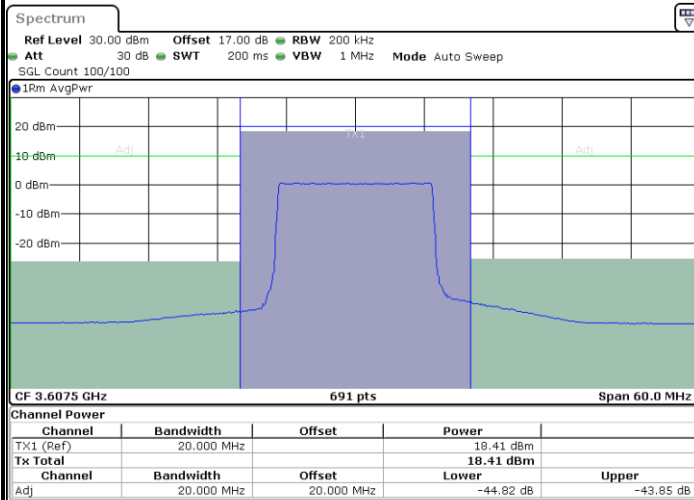 Spectrum
Ref Level 30.00 dBm Offset 17.00 dB RBW 200 kHz
Att 30 dB SWT 200 ms VBW 1 MHz Mode Auto Sweep
SGL Count 100/100
1Rm AvgPwr
20 dBm
Tx1
10 dBm Adj Adj
0 dBm
-10 dBm
-20 dBm
CF 3.6075 GHz 691 pts Span 60.0 MHz
Channel Power
Channel Bandwidth Offset Power
TX1 (Ref) 20.000 MHz 18.41 dBm
Tx Total 18.41 dBm
Channel Bandwidth Offset Lower Upper
Adj 20.000 MHz 20.000 MHz -44.82 dB -43.85 dB